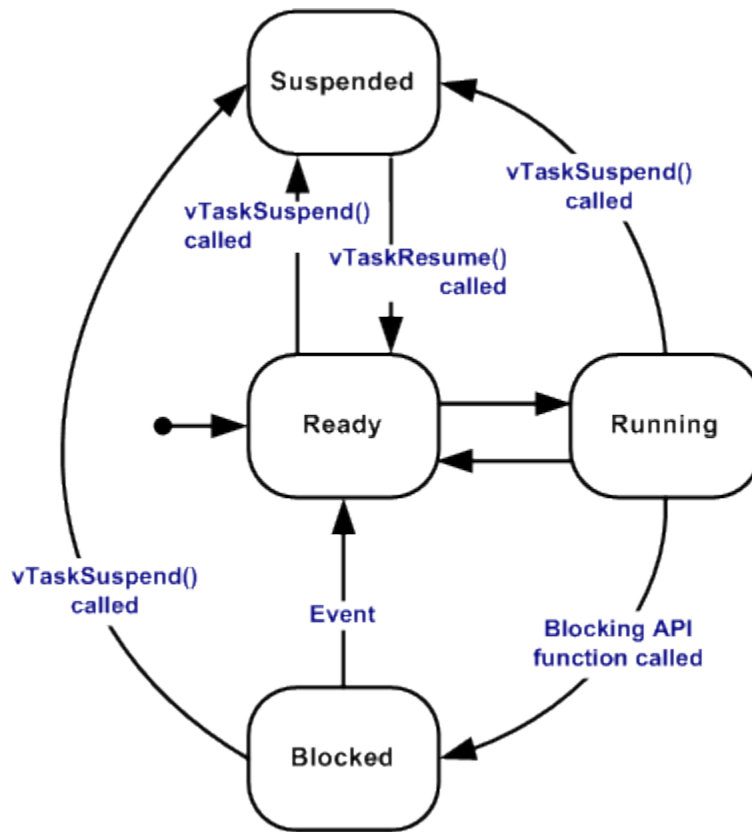 Suspended
vTaskSuspend()
called
vTaskSuspend()
called
vTaskResume()
called
Ready
Running
vTaskSuspend()
called
Event
Blocking API
function called
Blocked